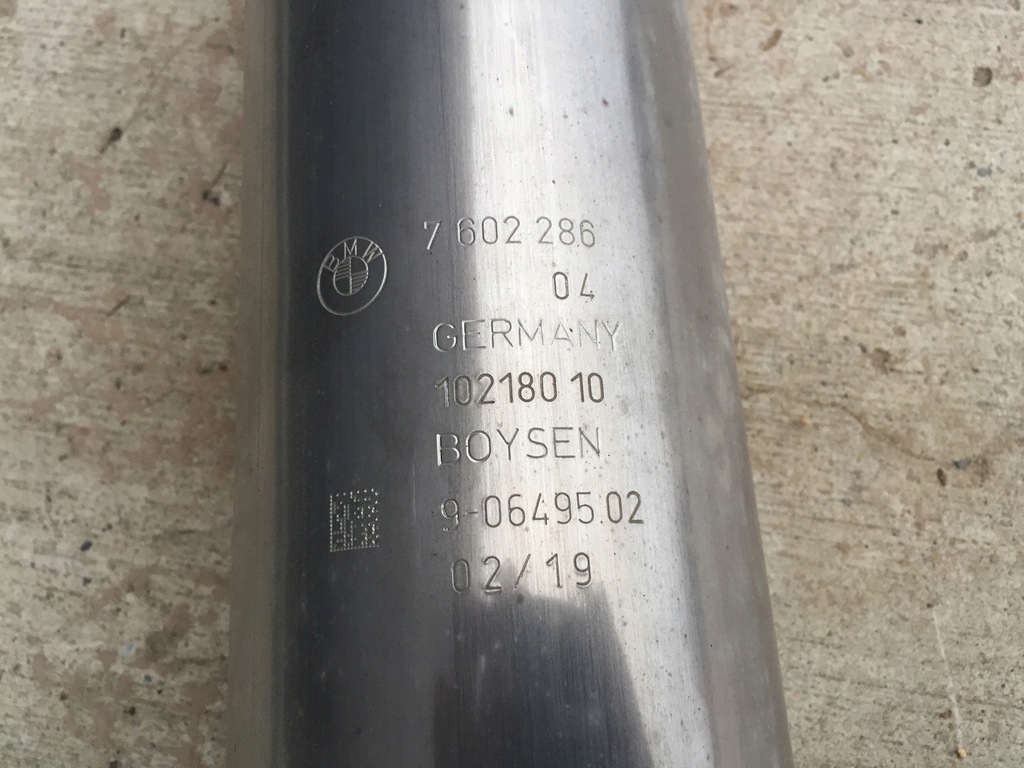 BMW
7 602 286
04
GERMANY
102180 10
BOYSEN
9-06495.02
02/19